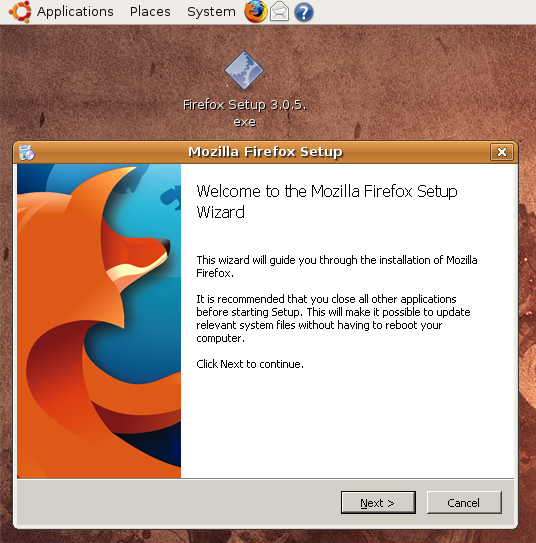 Applications Places System
Firefox Setup 3.0.5.
exe
Mozilla Firefox Setup
Welcome to the Mozilla Firefox Setup
Wizard
This wizard will guide you through the installation of Mozilla
Firefox.
It is recommended that you close all other applications
before starting Setup. This will make it possible to update
relevant system files without having to reboot your
computer.
Click Next to continue.
Next > Cancel